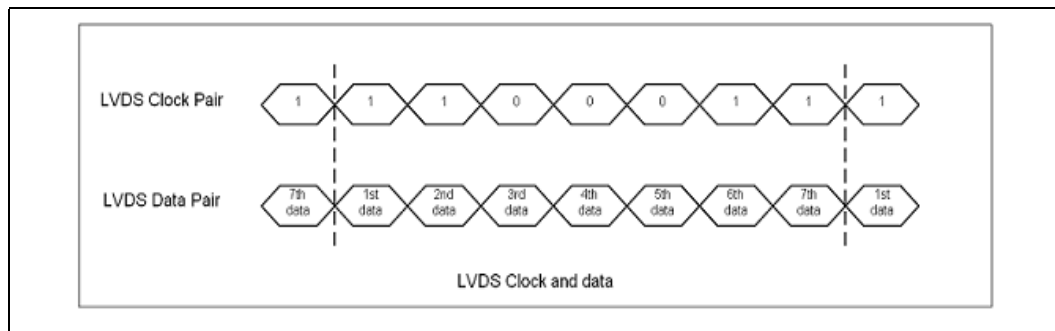 LVDS Clock Pair 1 1 1 0 0 0 1 1 1
LVDS Data Pair 7th data 1st data 2nd data 3rd data 4th data 5th data 6th data 7th data 1st data
LVDS Clock and data